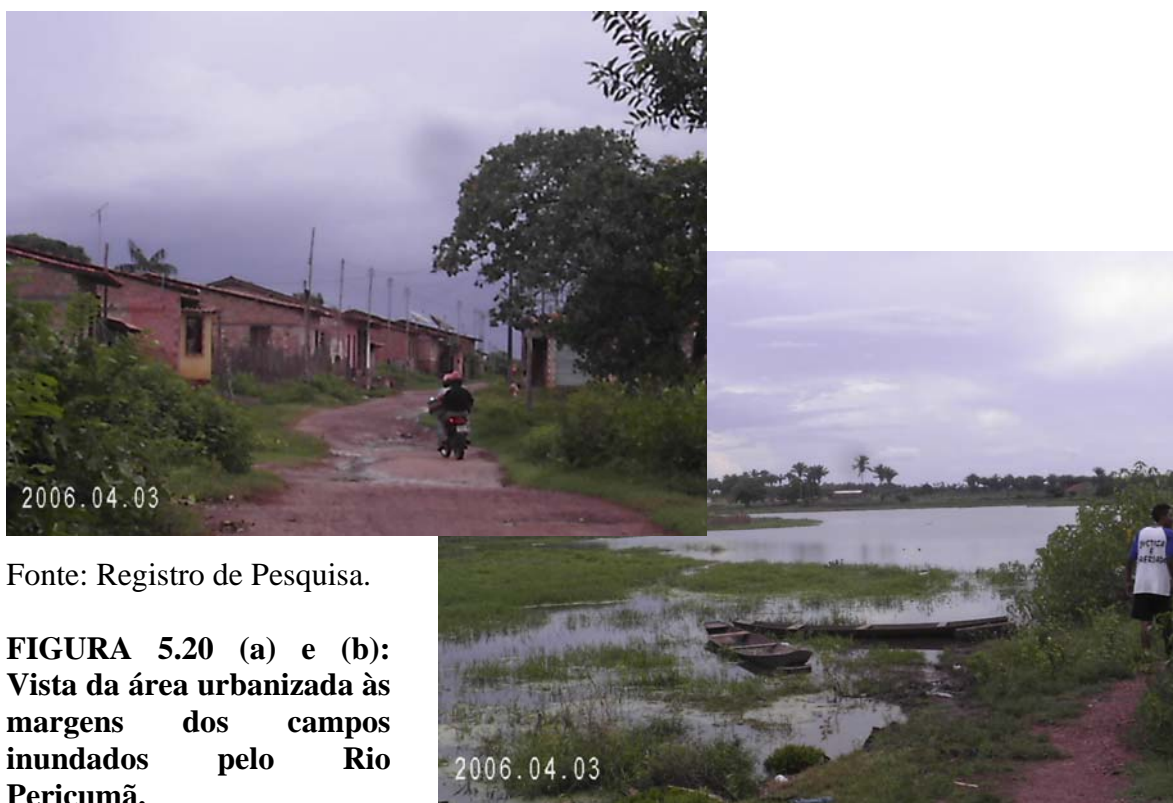 2006.04.03
Fonte: Registro de Pesquisa.
FIGURA 5.20 (a) e (b):
Vista da área urbanizada às
margens dos campos
inundados pelo Rio
Pericumã.
2006.04.03